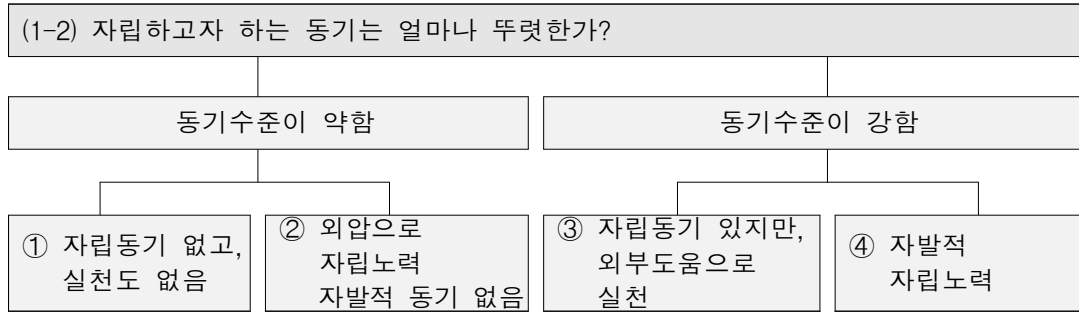 (1-2) 자립하고자 하는 동기는 얼마나 뚜렷한가?
동기수준이 약함
동기수준이 강함
① 자립동기 없고,
실천도 없음
② 외압으로
자립노력
자발적 동기 없음
③ 자립동기 있지만,
외부도움으로
실천
④ 자발적
자립노력